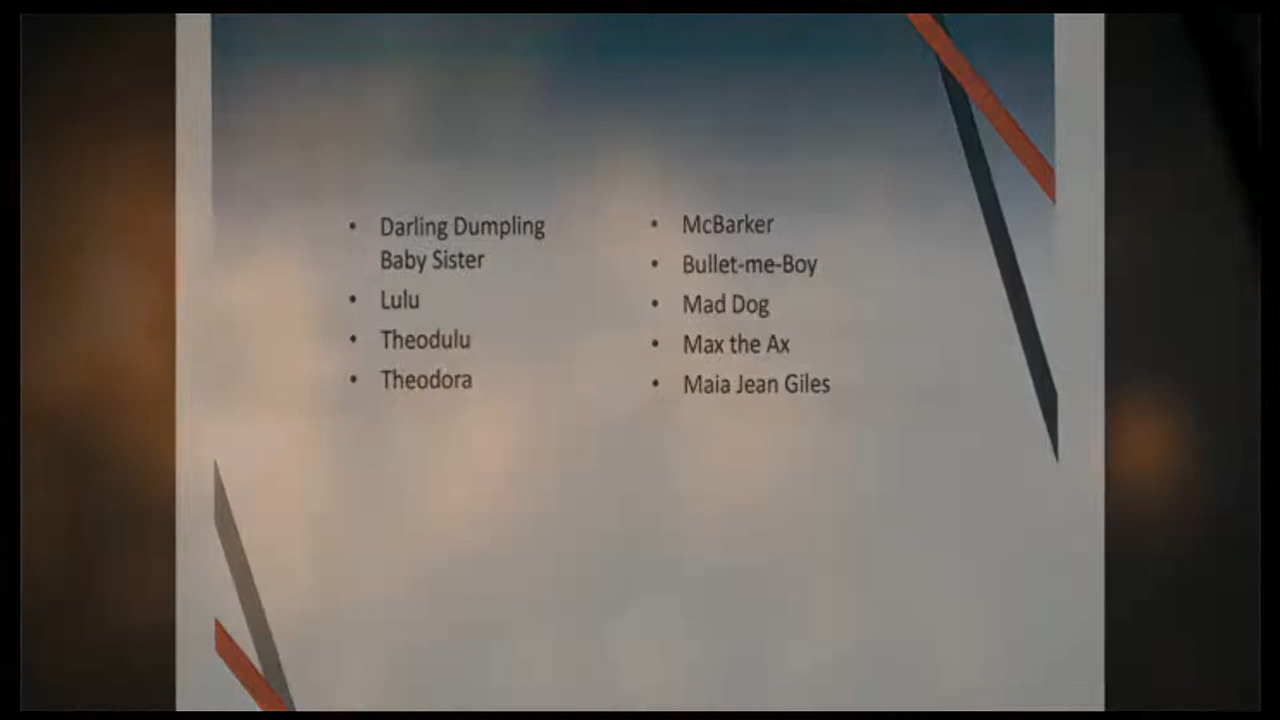 • Darling Dumpling
Baby Sister
• Lulu
• Theodulu
• Theodora
• McBarker
• Bullet-me-Boy
• Mad Dog
• Max the Ax
• Maia Jean Giles